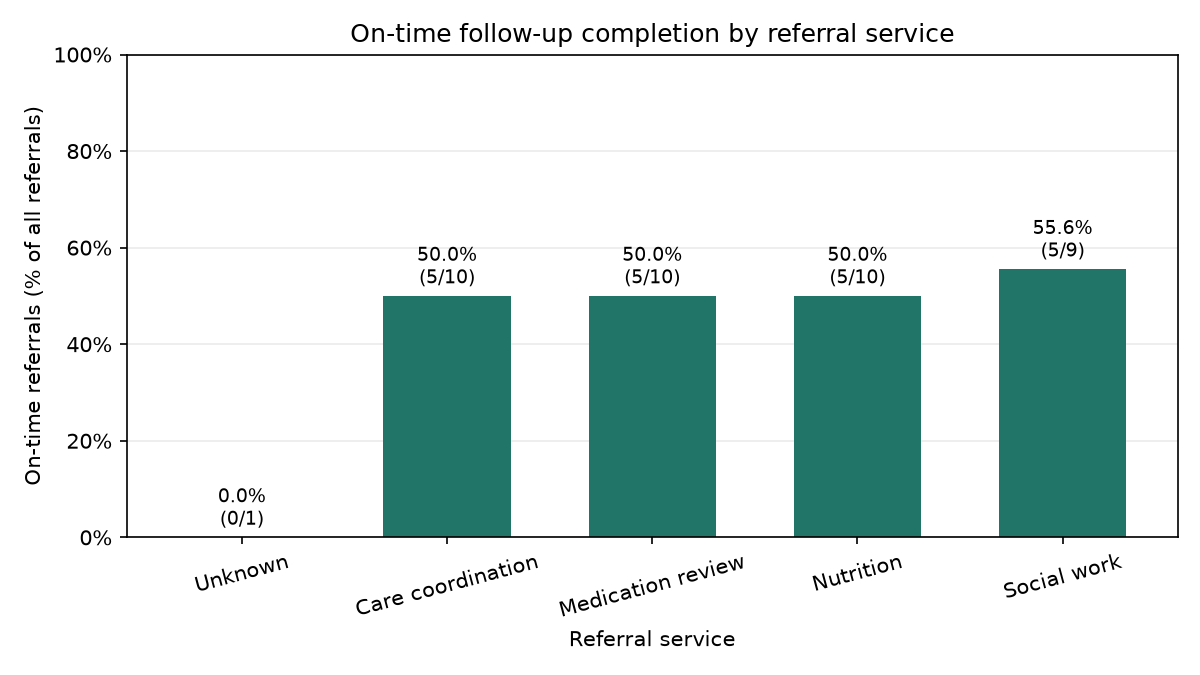 On-time follow-up completion by referral service
On-time referrals (% of all referrals)
100%
80%
60%
40%
20%
0%
0.0%
(0/1)
50.0%
(5/10)
50.0%
(5/10)
50.0%
(5/10)
55.6%
(5/9)
Unknown
Care coordination
Medication review
Nutrition
Social work
Referral service